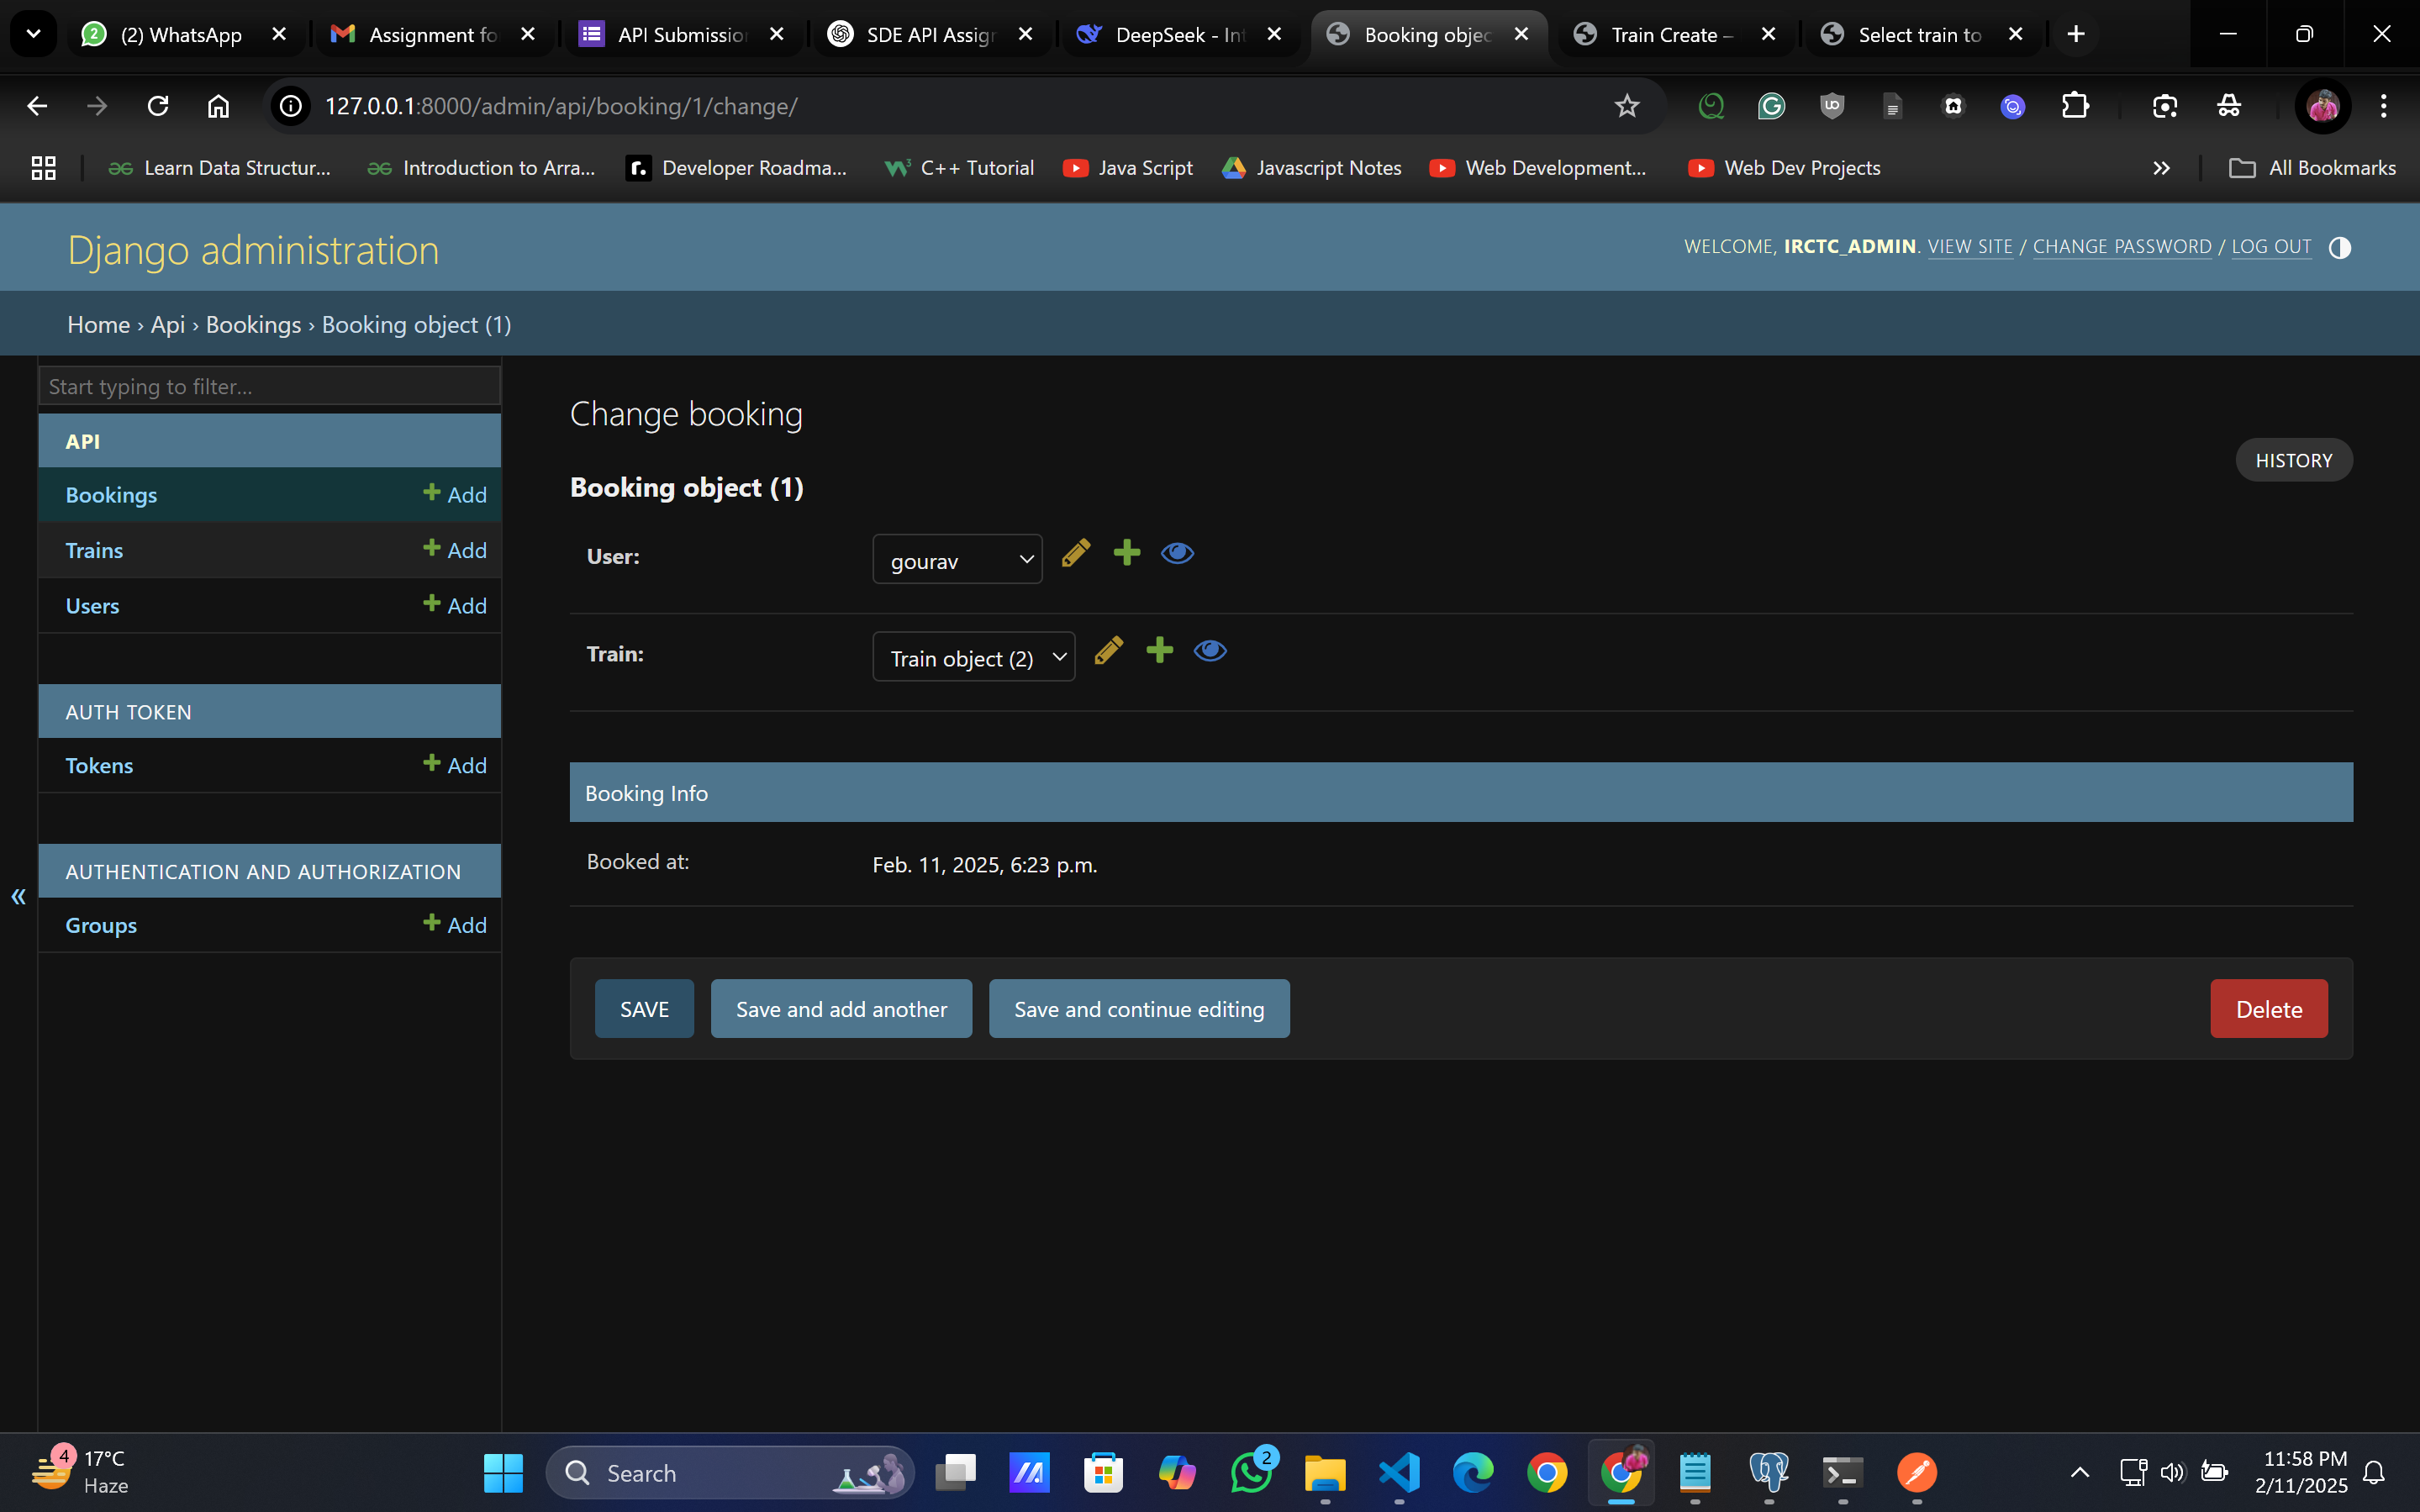 (2) WhatsApp
Assignment fo
API Submissio
SDE API Assig
DeepSeek - Int
Booking objec
Train Create –
Select train to
127.0.0.1:8000/admin/api/booking/1/change/
Learn Data Structur...
Introduction to Arra...
Developer Roadma...
C++ Tutorial
Java Script
Javascript Notes
Web Development...
Web Dev Projects
All Bookmarks
Django administration
WELCOME, IRCTC_ADMIN. VIEW SITE / CHANGE PASSWORD / LOG OUT
Home › Api › Bookings › Booking object (1)
Start typing to filter...
API
Bookings
+ Add
Trains
+ Add
Users
+ Add
AUTH TOKEN
Tokens
+ Add
AUTHENTICATION AND AUTHORIZATION
Groups
+ Add
«
Change booking
HISTORY
Booking object (1)
User:
gourav
Train:
Train object (2)
Booking Info
Booked at:
Feb. 11, 2025, 6:23 p.m.
SAVE
Save and add another
Save and continue editing
Delete
4
17°C
Haze
Search
2
11:58 PM
2/11/2025